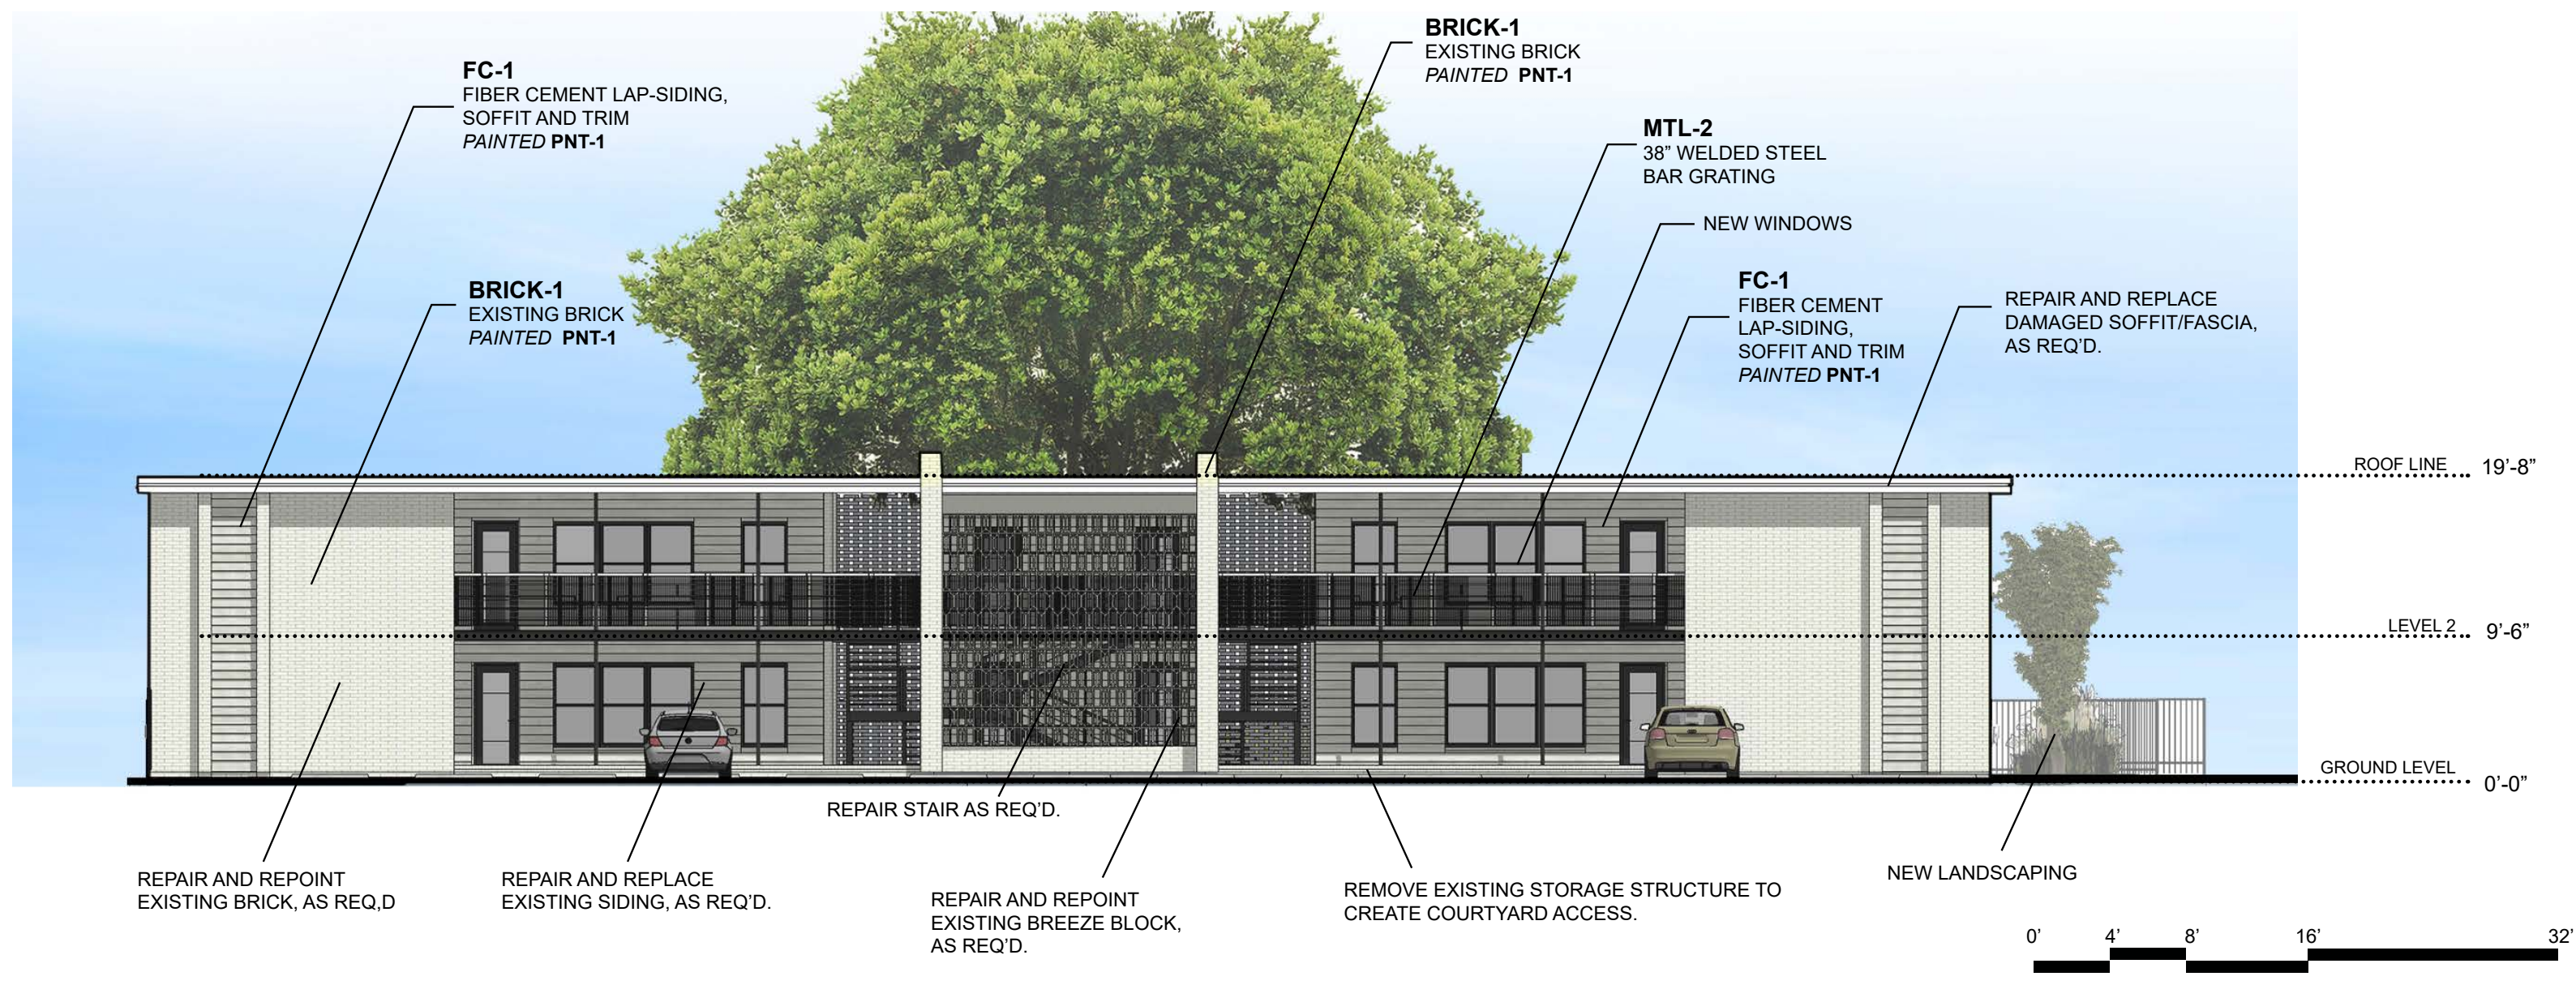 BRICK-1
EXISTING BRICK
PAINTED PNT-1
FC-1
FIBER CEMENT LAP-SIDING,
SOFFIT AND TRIM
PAINTED PNT-1
MTL-2
38” WELDED STEEL
BAR GRATING
NEW WINDOWS
BRICK-1
EXISTING BRICK
PAINTED PNT-1
FC-1
FIBER CEMENT
LAP-SIDING,
SOFFIT AND TRIM
PAINTED PNT-1
REPAIR AND REPLACE
DAMAGED SOFFIT/FASCIA,
AS REQ’D.
ROOF LINE 19’-8”
LEVEL 2 9’-6”
GROUND LEVEL 0’-0”
REPAIR STAIR AS REQ’D.
REPAIR AND REPOINT
EXISTING BRICK, AS REQ,D
REPAIR AND REPLACE
EXISTING SIDING, AS REQ’D.
REPAIR AND REPOINT
EXISTING BREEZE BLOCK,
AS REQ’D.
REMOVE EXISTING STORAGE STRUCTURE TO
CREATE COURTYARD ACCESS.
NEW LANDSCAPING
0’ 4’ 8’ 16’ 32’